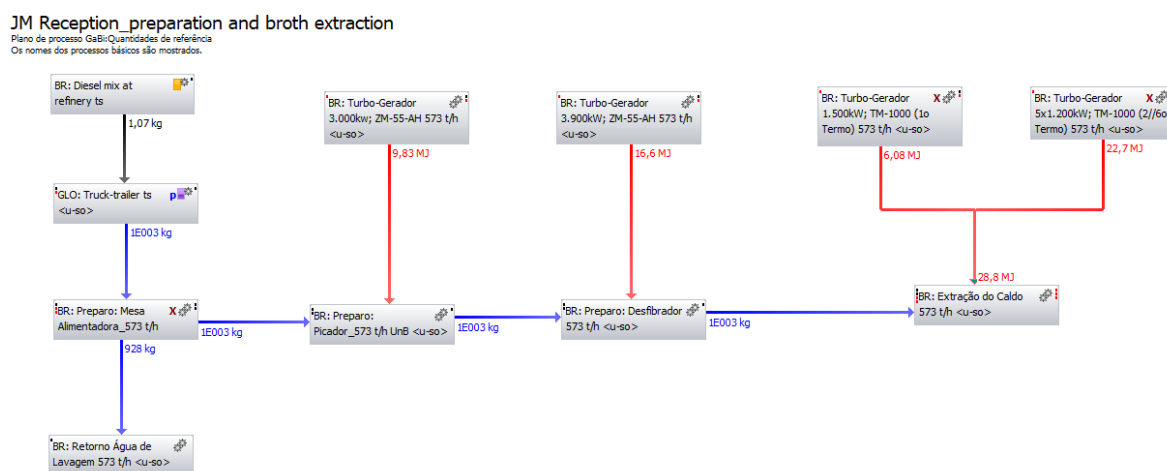 JM Reception_preparation and broth extraction
Plano de processo GaBi:Quantidades de referência
Os nomes dos processos básicos são mostrados.
BR: Diesel mix at
refinery ts
1,07 kg
BR: Turbo-Gerador
3.000kw; ZM-55-AH 573 t/h
<u-so>
9,83 MJ
BR: Turbo-Gerador
3.900kW; ZM-55-AH 573 t/h
<u-so>
16,6 MJ
BR: Turbo-Gerador X
1.500kW; TM-1000 (1o
Termo) 573 t/h <u-so>
6,08 MJ
BR: Turbo-Gerador X
5x1.200kW; TM-1000 (2//6o
Termo) 573 t/h <u-so>
22,7 MJ
GLO: Truck-trailer ts p
<u-so>
1E003 kg
28,8 MJ
BR: Preparo: Mesa X
Alimentadora_573 t/h
1E003 kg
928 kg
BR: Preparo:
Picador_573 t/h UnB <u-so>
1E003 kg
BR: Preparo: Desfibrador
573 t/h <u-so>
1E003 kg
BR: Extração do Caldo
573 t/h <u-so>
BR: Retorno Água de
Lavagem 573 t/h <u-so>